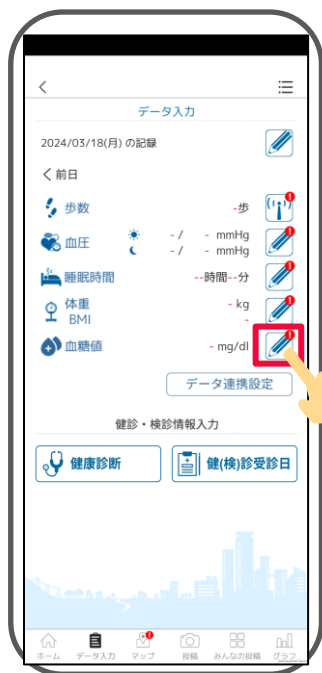 データ入力
2024/03/18(月) の記録
前日
歩数 -歩
血圧 - / - mmHg
- / - mmHg
睡眠時間 --時間--分
体重 - kg
BMI -
血糖値 - mg/dl
データ連携設定
健診・検診情報入力
健康診断 健(検)診受診日
ホーム データ入力 マップ 投稿 みんなの投稿 グラフ